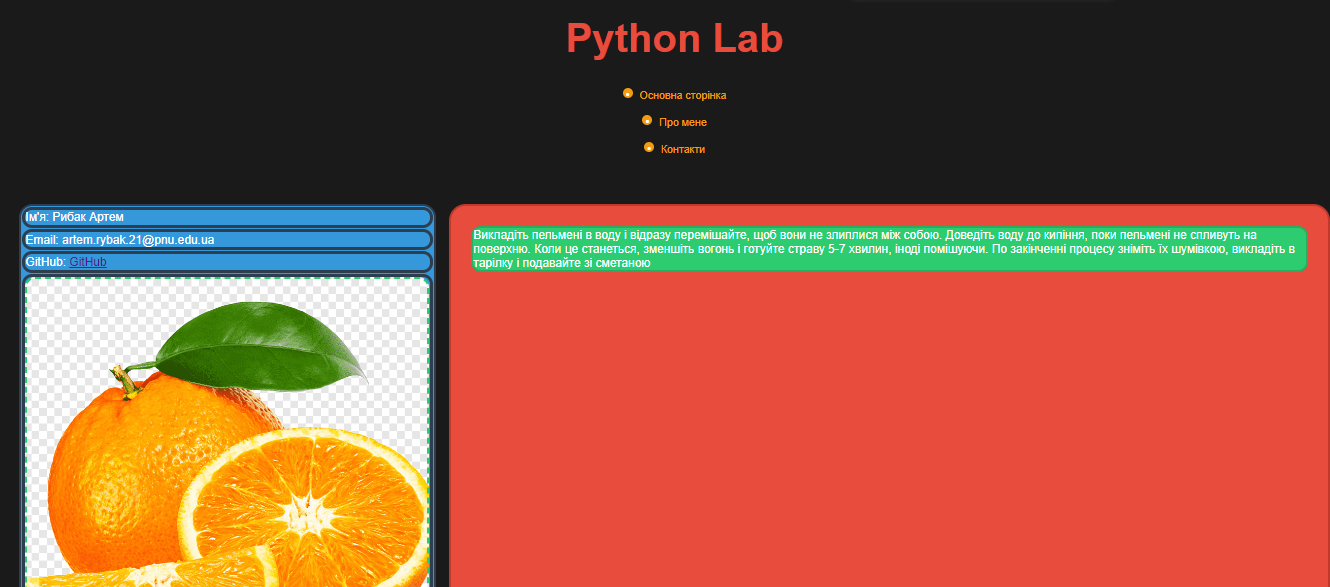 Python Lab
Основна сторінка
Про мене
Контакти
Ім'я: Рибак Артем
Email: artem.rybak.21@pnu.edu.ua
GitHub: GitHub
Викладіть пельмені в воду і відразу перемішайте, щоб вони не злиплися між собою. Доведіть воду до кипіння, поки пельмені не спливуть на
поверхню. Коли це станеться, зменшіть вогонь і готуйте страву 5-7 хвилин, іноді помішуючи. По закінченні процесу зніміть їх шумівкою, викладіть в
тарілку і подавайте зі сметаною